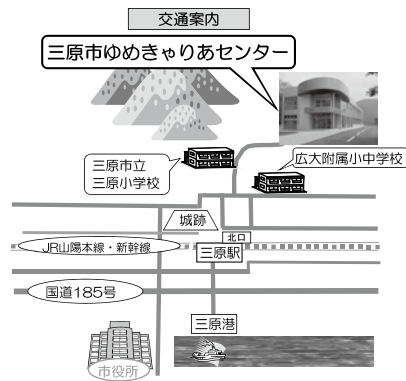 交通案内
三原市ゆめきゃりあセンター
三原市立
三原小学校
広大附属小中学校
城跡
北口
JR山陽本線・新幹線
三原駅
国道185号
三原港
市役所